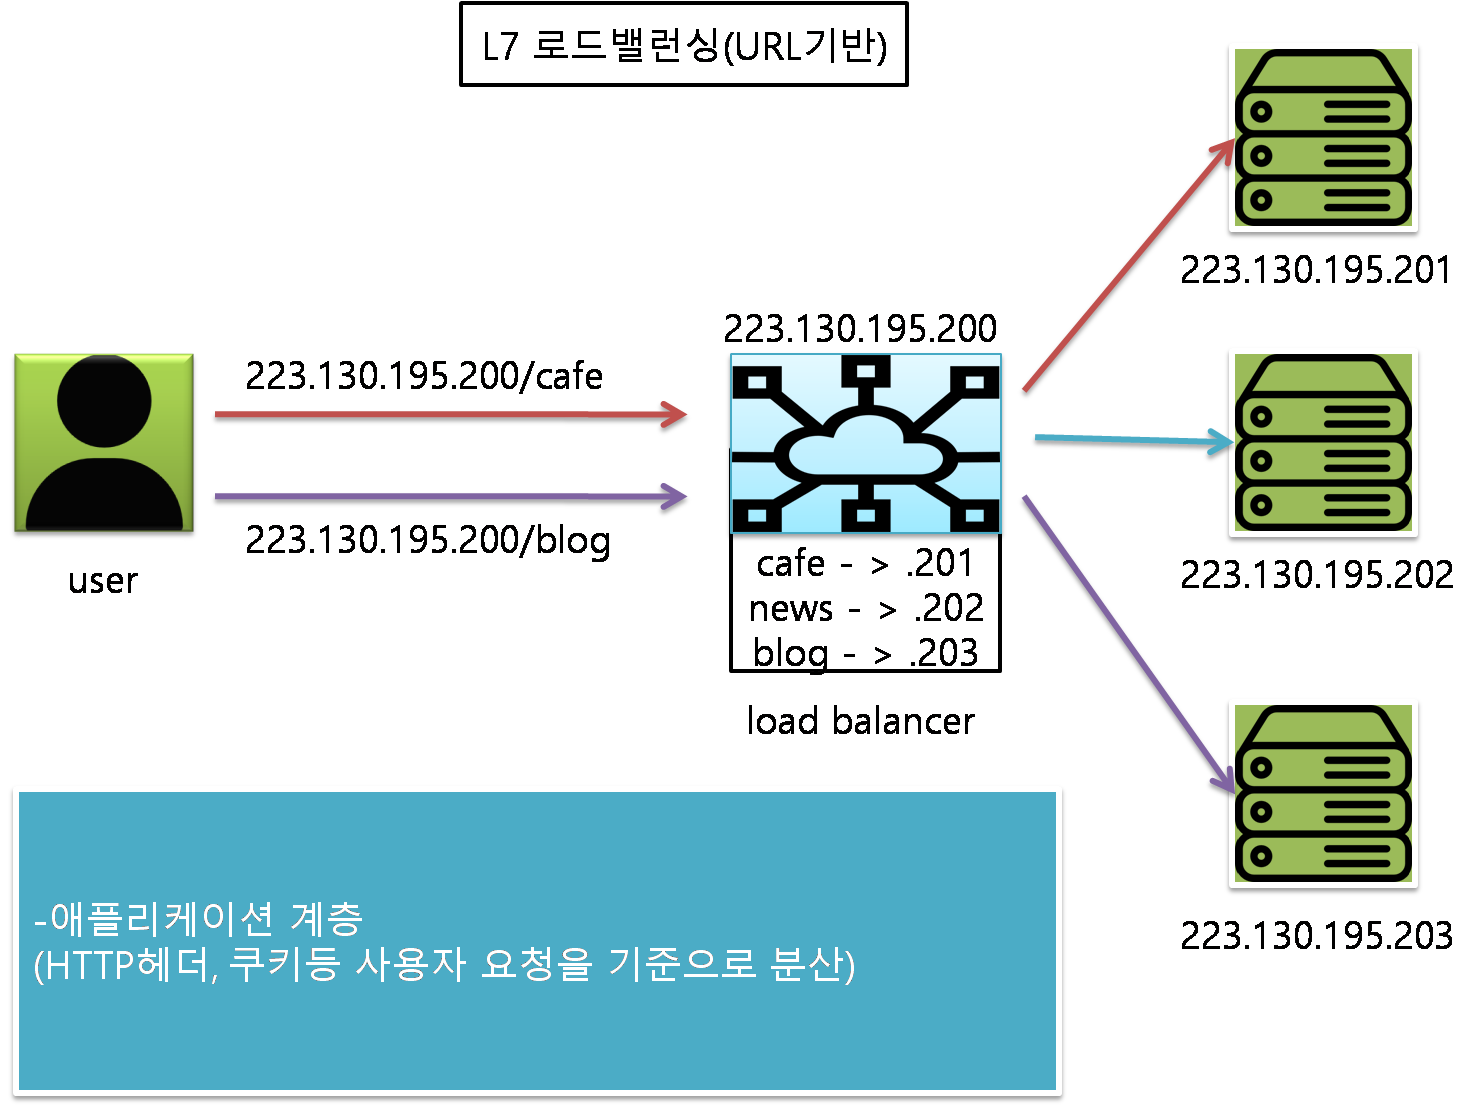 L7 로드밸런싱(URL기반)
223.130.195.201
223.130.195.200
223.130.195.200/cafe
223.130.195.200/blog
user
cafe - > .201
news - > .202
blog - > .203
load balancer
223.130.195.202
-애플리케이션 계층
(HTTP헤더, 쿠키등 사용자 요청을 기준으로 분산)
223.130.195.203